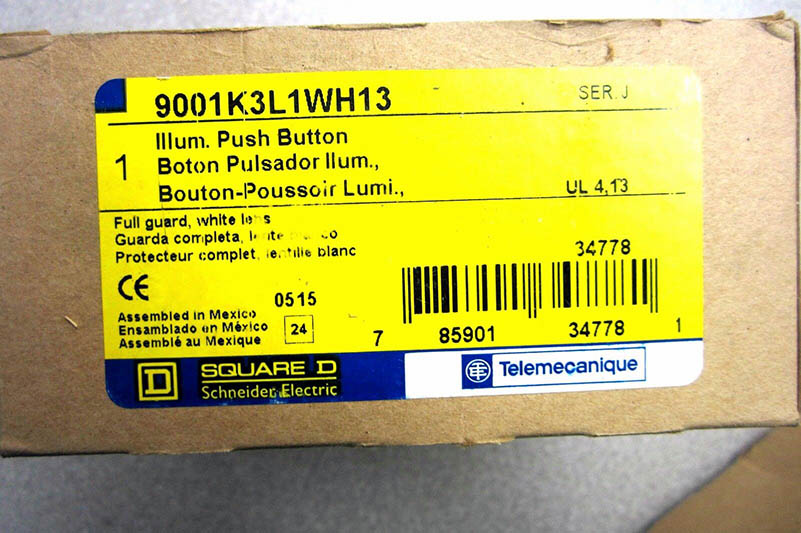 9001K3L1WH13 SER. J
Illum. Push Button
1 Boton Pulsador Ilum.,
Bouton-Poussoir Lumi., UL 4,13
Full guard, white lens
Guarda completa, lente blanco
Protecteur complet, lentille blanc
34778
CE
0515
Assembled in Mexico
Ensamblado en México
Assemblé au Mexique
24
7 85901 34778 1
D SQUARE D
Schneider Electric
Telemecanique